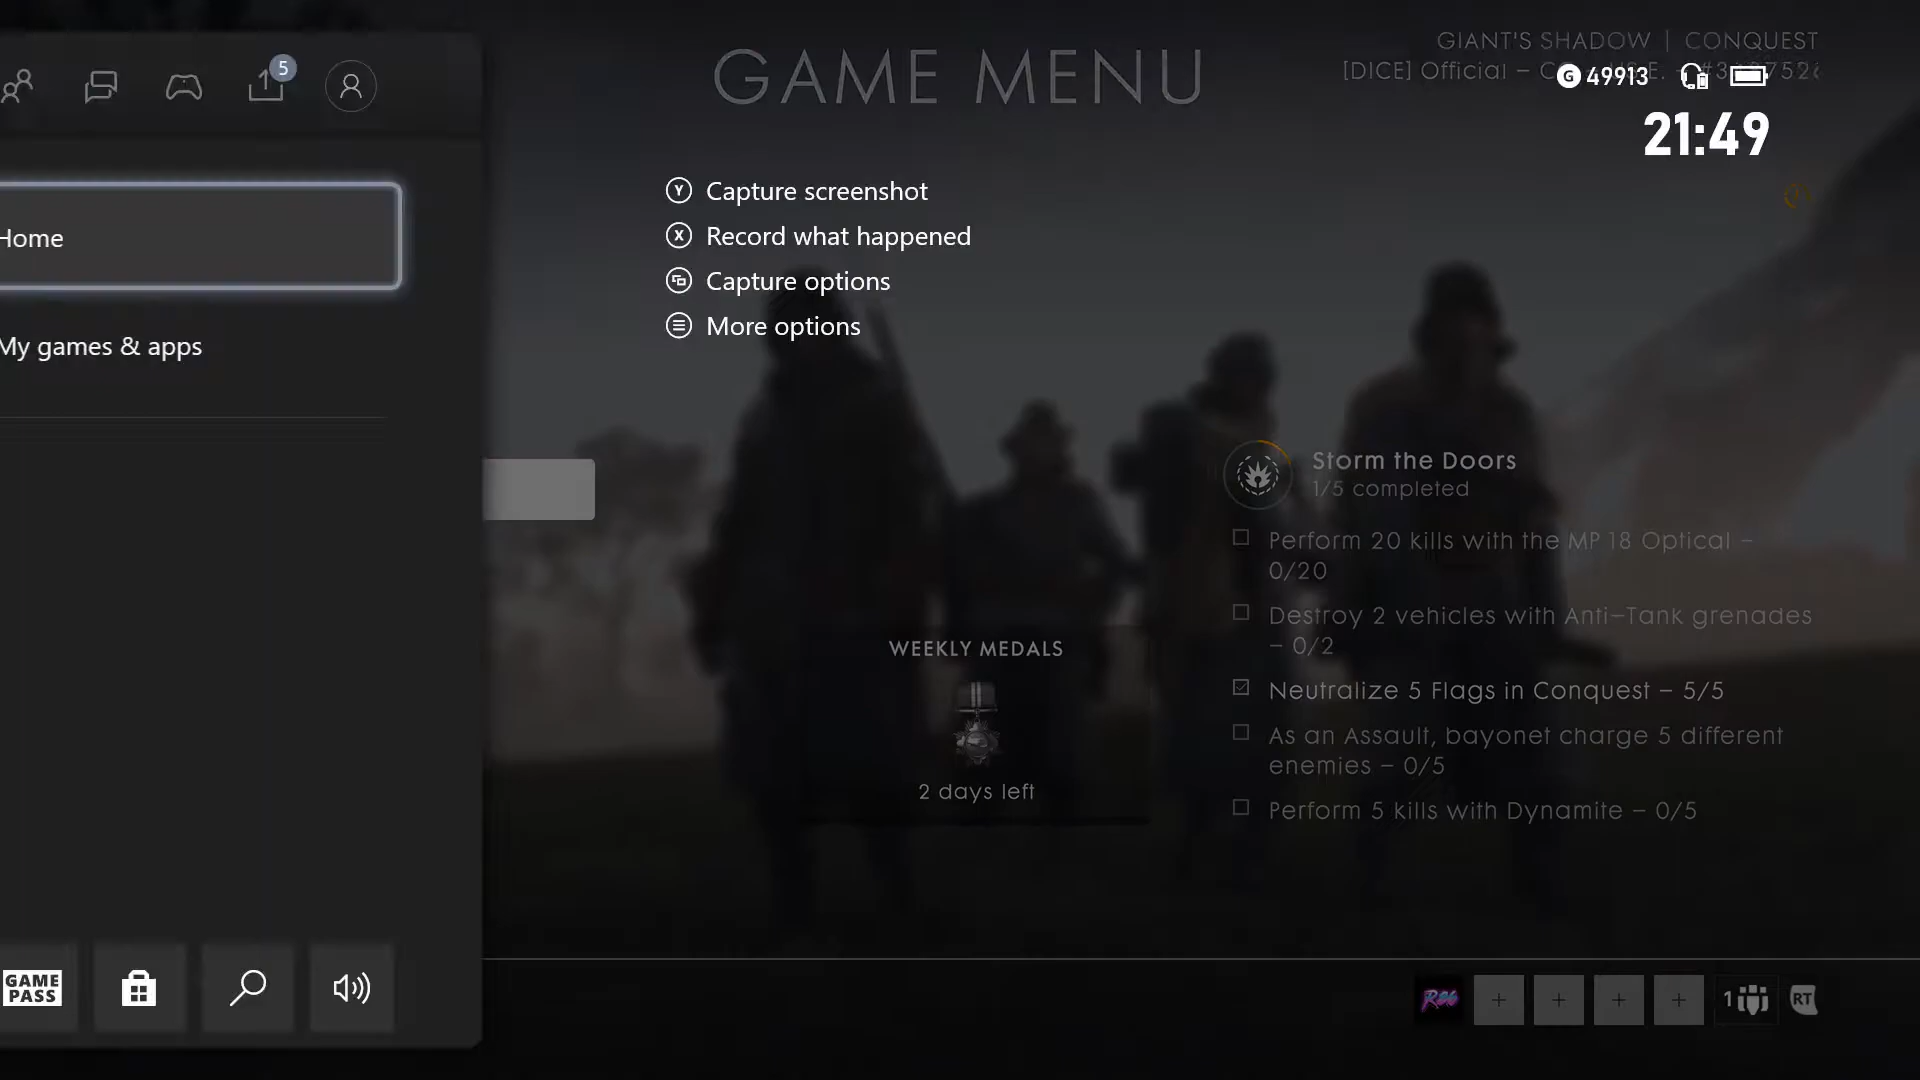 5
Home
My games & apps
GAME
PASS
GAME MENU
Y Capture screenshot
X Record what happened
Capture options
More options
GIANT'S SHADOW | CONQUEST
[DICE] Official –
G 49913
21:49
Storm the Doors
1/5 completed
Perform 20 kills with the MP 18 Optical –
0/20
Destroy 2 vehicles with Anti–Tank grenades
– 0/2
Neutralize 5 Flags in Conquest – 5/5
As an Assault, bayonet charge 5 different
enemies – 0/5
Perform 5 kills with Dynamite – 0/5
WEEKLY MEDALS
2 days left
1
RT